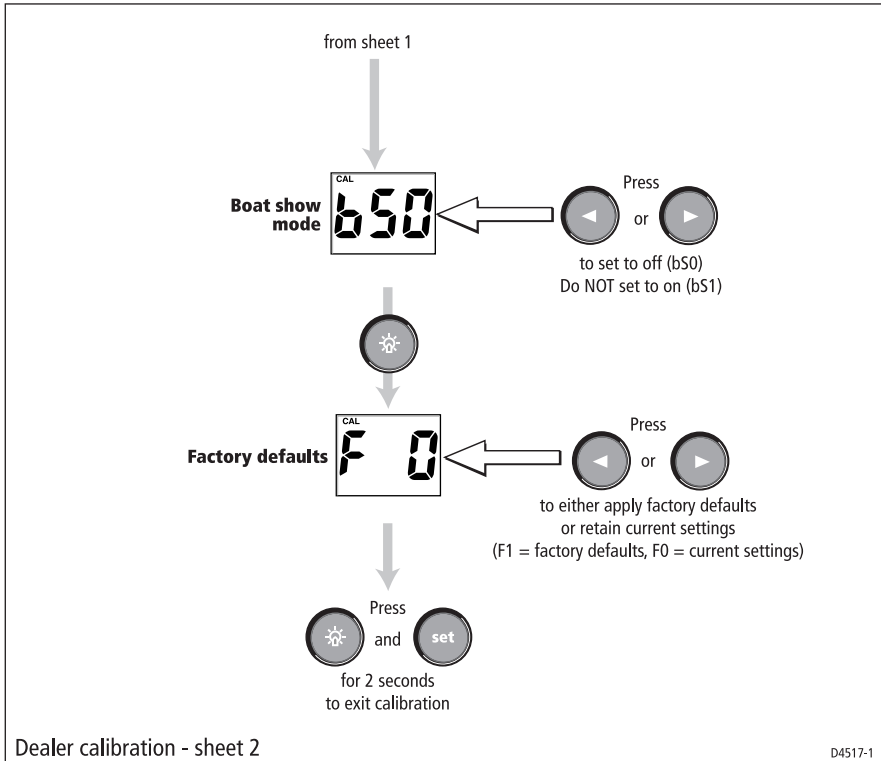 from sheet 1
CAL
bS0
Boat show
mode
Press
or
to set to off (bS0)
Do NOT set to on (bS1)
CAL
F 0
Factory defaults
Press
or
to either apply factory defaults
or retain current settings
(F1 = factory defaults, F0 = current settings)
Press
and
set
for 2 seconds
to exit calibration
Dealer calibration - sheet 2
D4517-1